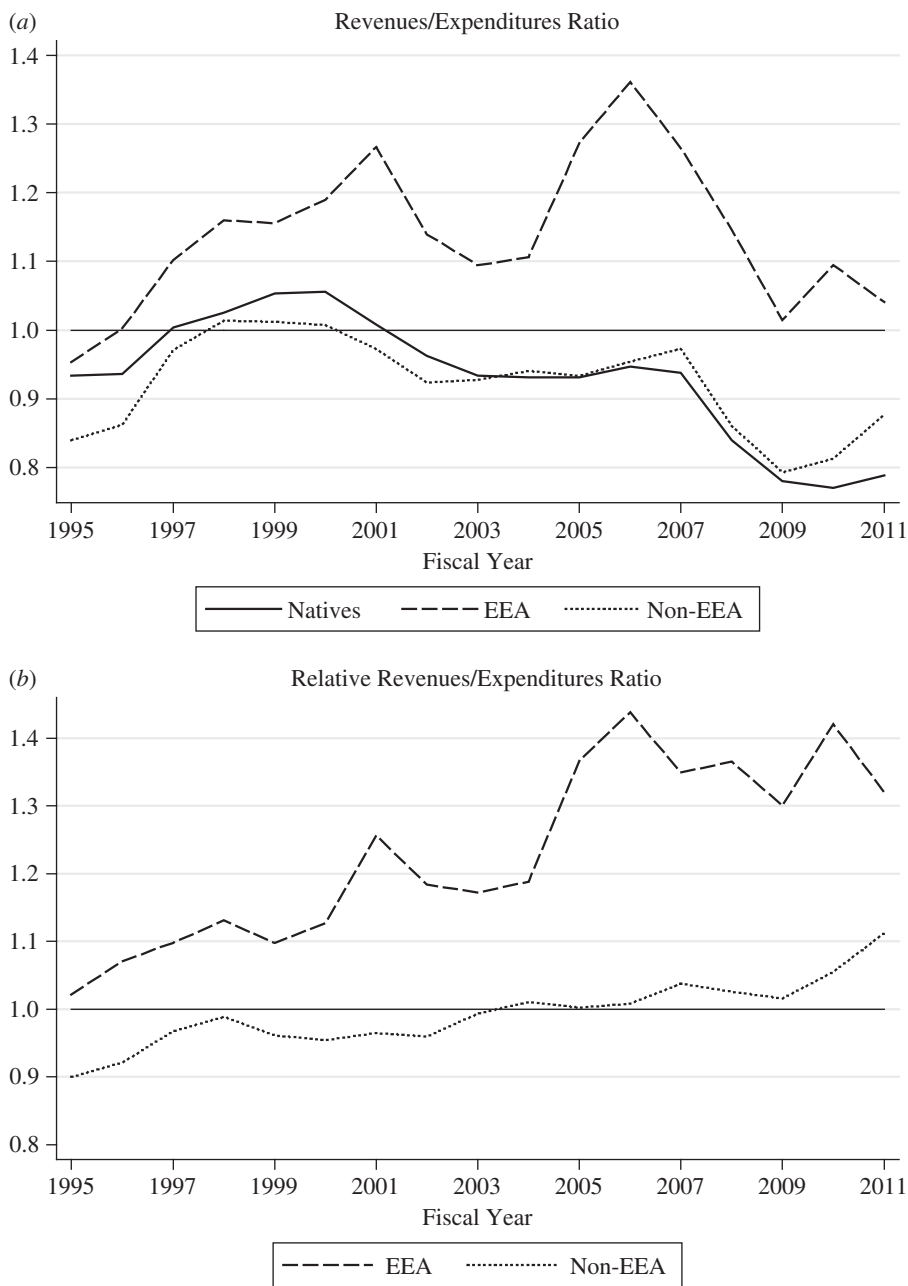 (a) Revenues/Expenditures Ratio
1.4
1.3
1.2
1.1
1.0
0.9
0.8
1995 1997 1999 2001 2003 2005 2007 2009 2011
Fiscal Year
Natives EEA Non-EEA
(b) Relative Revenues/Expenditures Ratio
1.4
1.3
1.2
1.1
1.0
0.9
0.8
1995 1997 1999 2001 2003 2005 2007 2009 2011
Fiscal Year
EEA Non-EEA